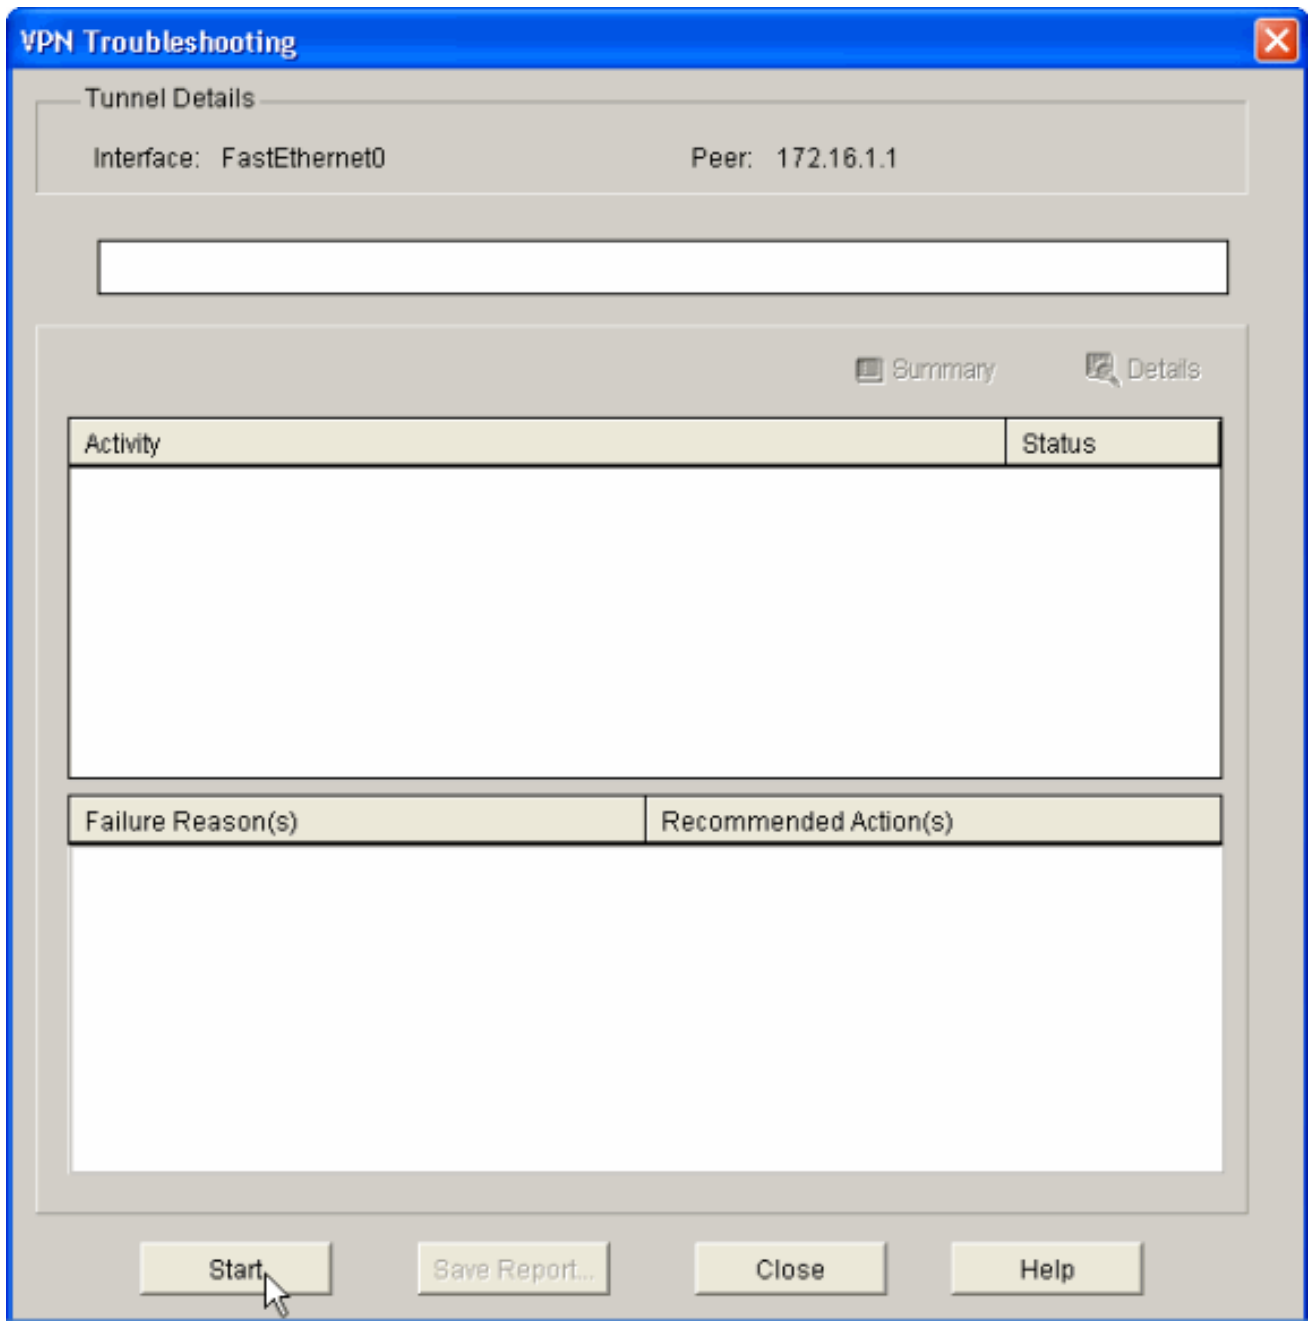 VPN Troubleshooting
Tunnel Details
Interface: FastEthernet0 Peer: 172.16.1.1
Summary Details
Activity Status
Failure Reason(s) Recommended Action(s)
Start Save Report... Close Help